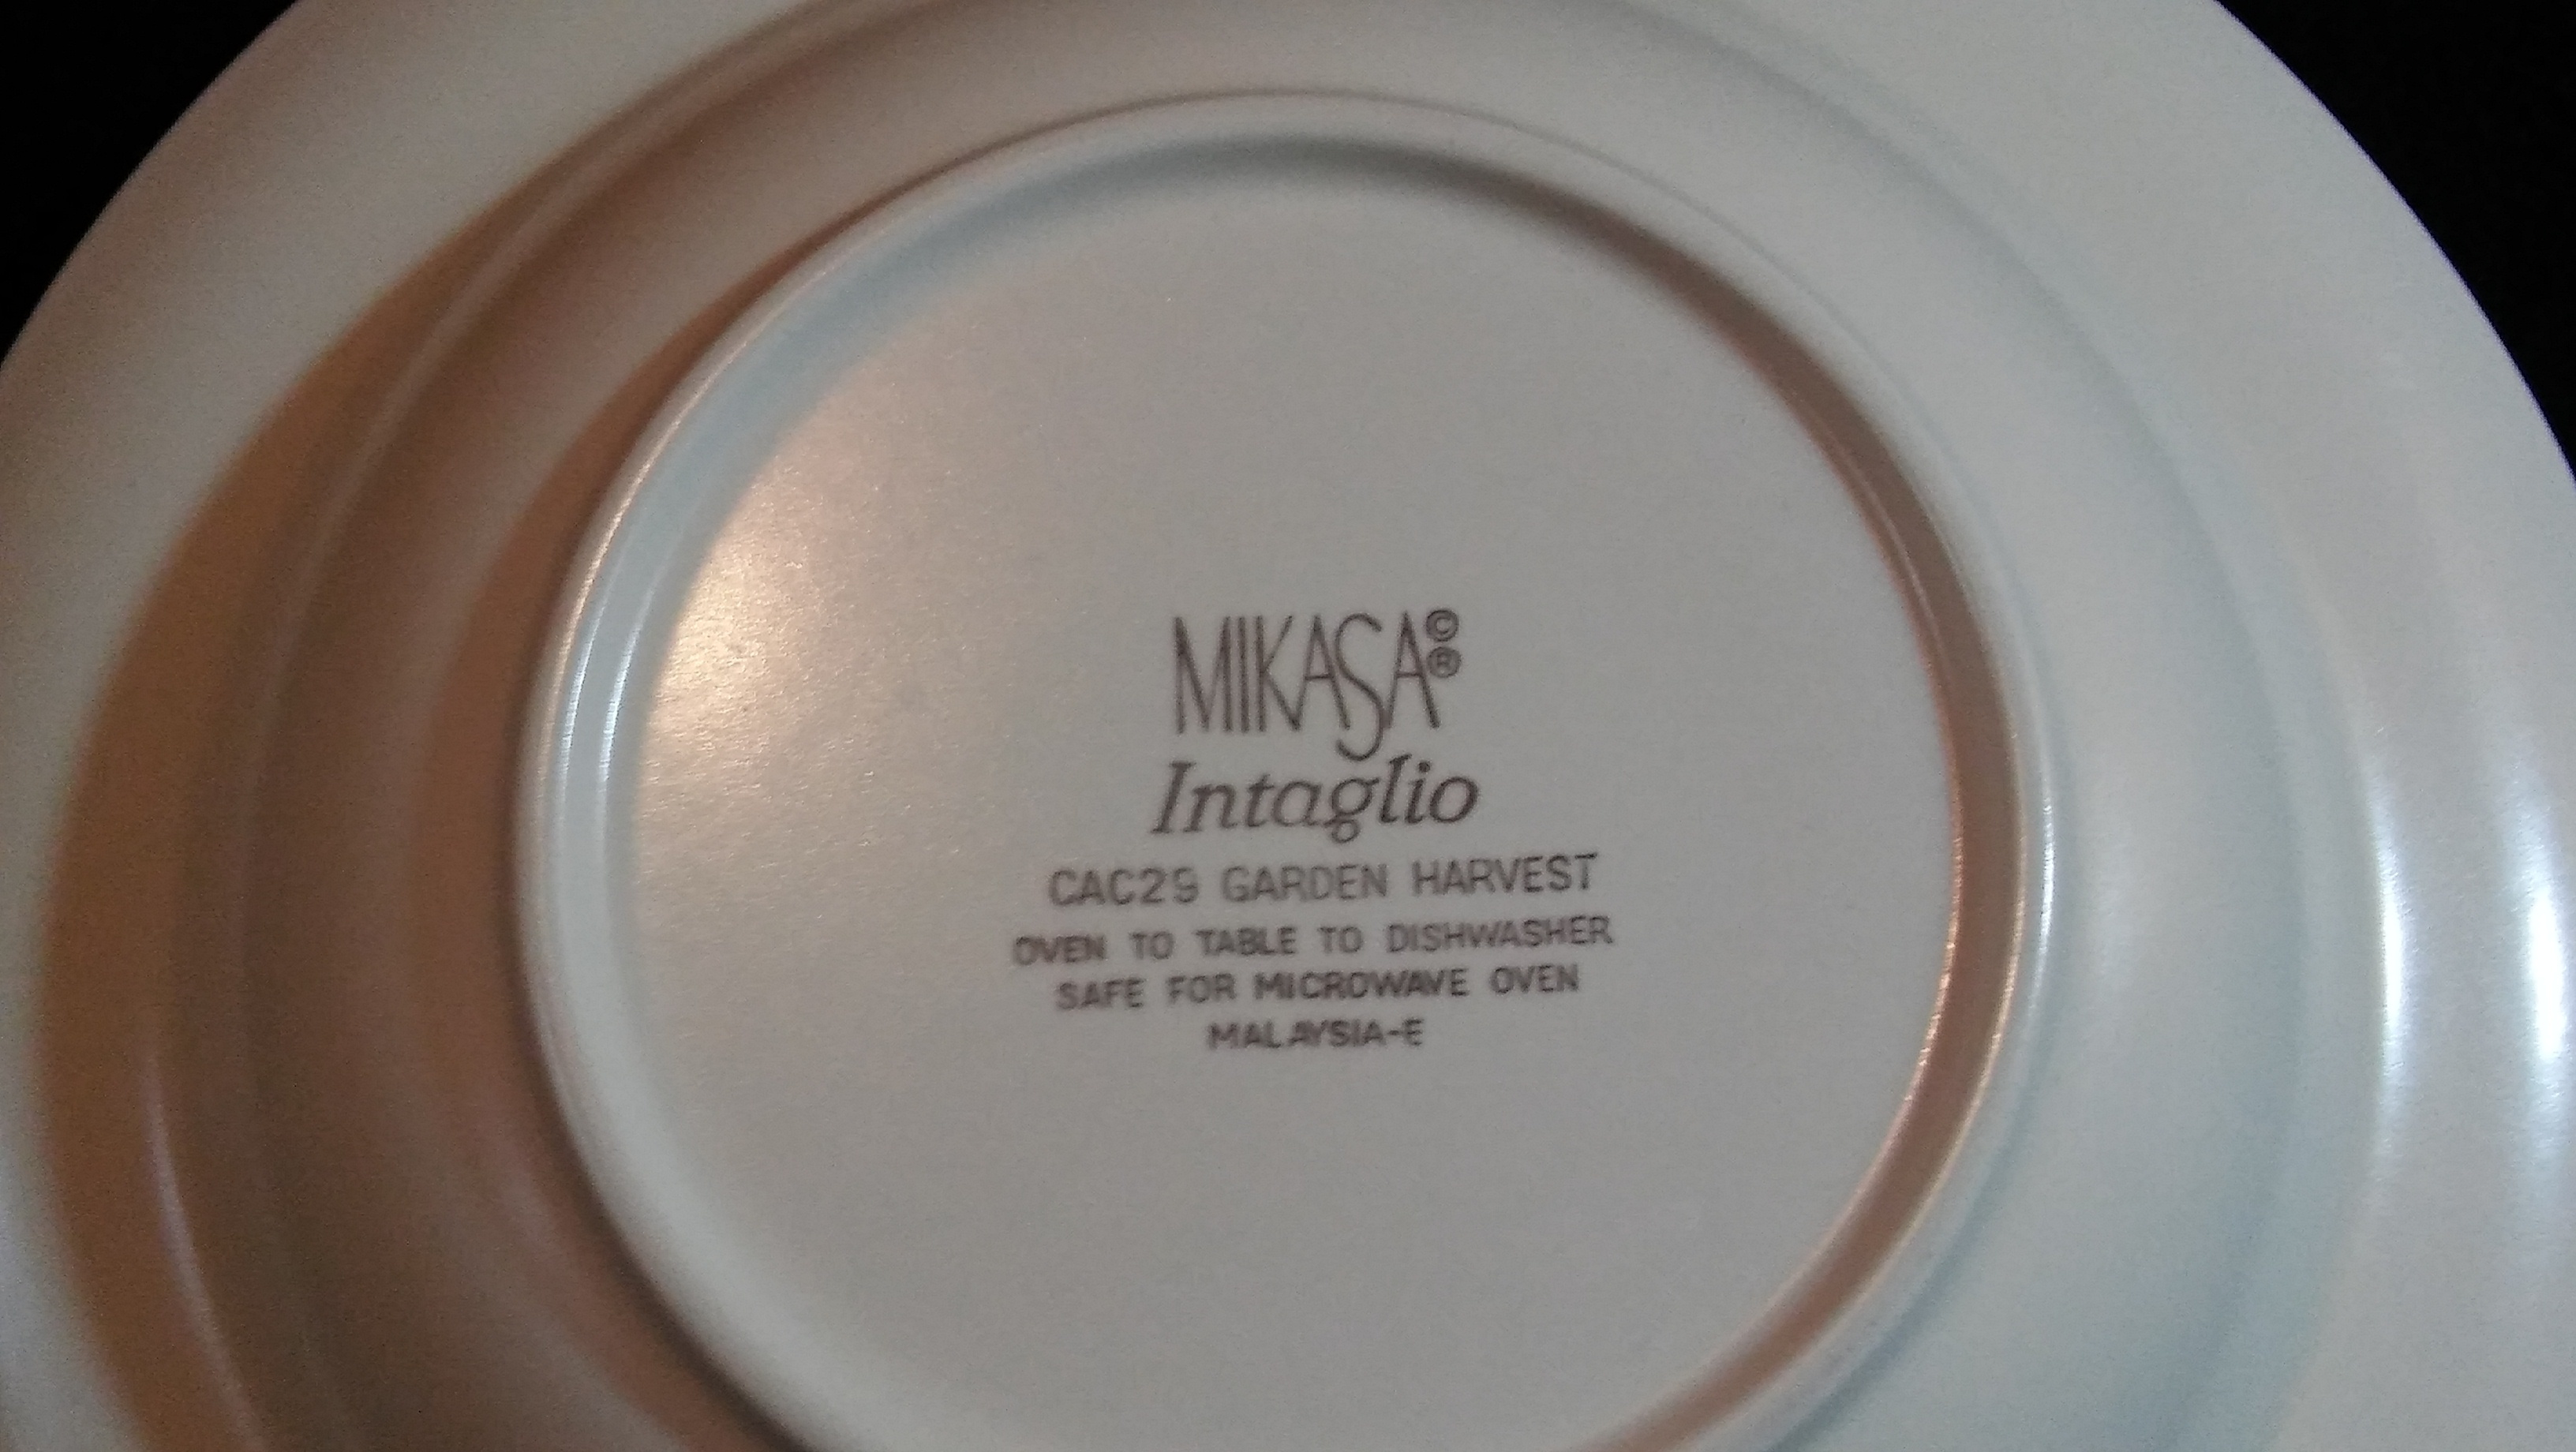 MIKASA©®
Intaglio
CAC29 GARDEN HARVEST
OVEN TO TABLE TO DISHWASHER
SAFE FOR MICROWAVE OVEN
MALAYSIA-E